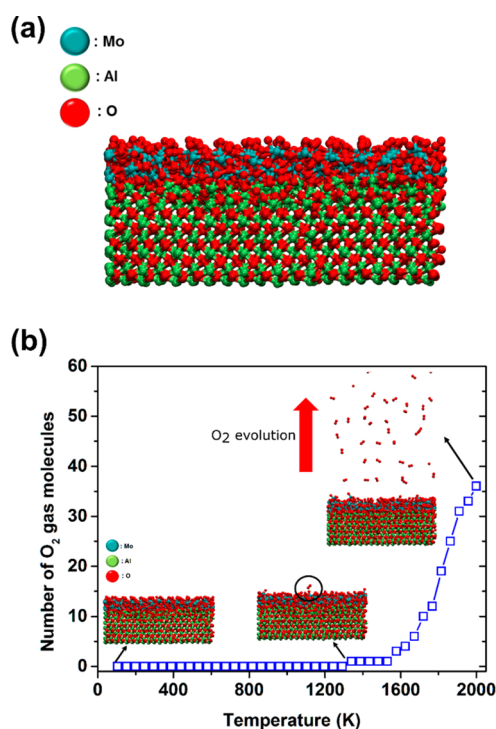 (a)
: Mo
: Al
: O
(b)
Number of O2 gas molecules
60
50
40
30
20
10
0
O2 evolution
: Mo
: Al
: O
0 400 800 1200 1600 2000
Temperature (K)